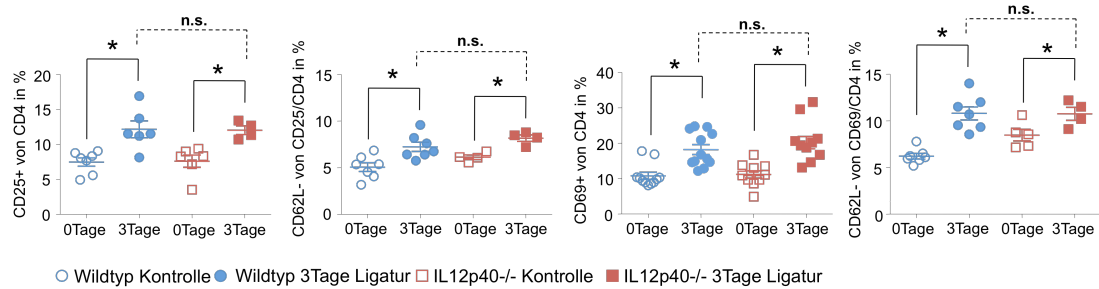 n.s.
*
*
CD25+ von CD4 in %
20
15
10
5
0
0Tage 3Tage 0Tage 3Tage
n.s.
*
*
CD62L- von CD25/CD4 in %
15
10
5
0
0Tage 3Tage 0Tage 3Tage
n.s.
*
*
CD69+ von CD4 in %
40
30
20
10
0
0Tage 3Tage 0Tage 3Tage
n.s.
*
*
CD62L- von CD69/CD4 in %
15
10
5
0
0Tage 3Tage 0Tage 3Tage
Wildtyp Kontrolle Wildtyp 3Tage Ligatur IL12p40-/- Kontrolle IL12p40-/- 3Tage Ligatur